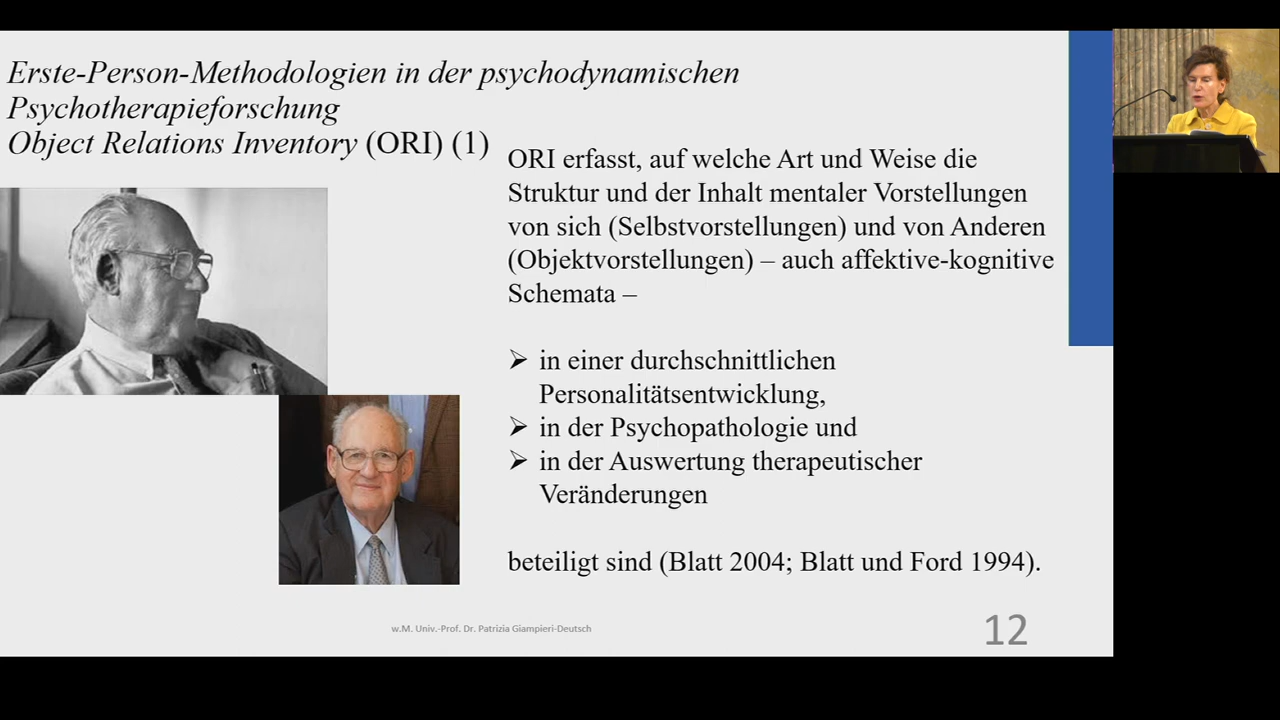 Erste-Person-Methodologien in der psychodynamischen
Psychotherapieforschung
Object Relations Inventory (ORI) (1)
ORI erfasst, auf welche Art und Weise die
Struktur und der Inhalt mentaler Vorstellungen
von sich (Selbstvorstellungen) und von Anderen
(Objektvorstellungen) – auch affektive-kognitive
Schemata –
➢ in einer durchschnittlichen
Personalitätsentwicklung,
➢ in der Psychopathologie und
➢ in der Auswertung therapeutischer
Veränderungen
beteiligt sind (Blatt 2004; Blatt und Ford 1994).
w.M. Univ.-Prof. Dr. Patrizia Giampieri-Deutsch
12